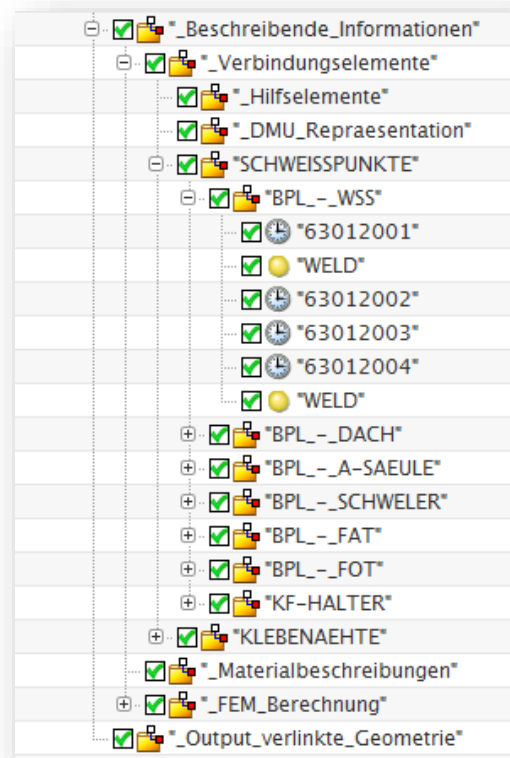 "_Beschreibende_Informationen"
"_Verbindungselemente"
"_Hilfselemente"
"_DMU_Repraesentation"
"SCHWEISSPUNKTE"
"BPL_-_WSS"
"63012001"
"WELD"
"63012002"
"63012003"
"63012004"
"WELD"
"BPL_-_DACH"
"BPL_-_A-SAEULE"
"BPL_-_SCHWELER"
"BPL_-_FAT"
"BPL_-_FOT"
"KF-HALTER"
"KLEBENAEHTE"
"_Materialbeschreibungen"
"_FEM_Berechnung"
"_Output_verlinkte_Geometrie"